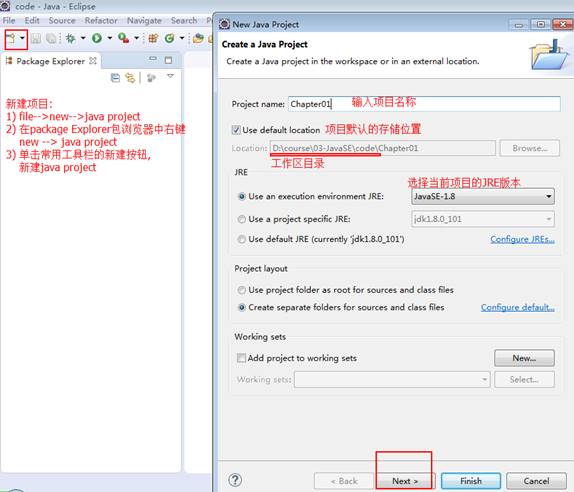 code - Java - Eclipse
File Edit Source Refactor Navigate Search
Package Explorer
新建项目:
1) file-->new-->java project
2) 在package Explorer包浏览器中右键
new --> java project
3) 单击常用工具栏的新建按钮,
新建java project
New Java Project
Create a Java Project
Create a Java project in the workspace or in an external location.
Project name: Chapter01 输入项目名称
Use default location 项目默认的存储位置
Location: D:\course\03-JavaSE\code\Chapter01 Browse...
工作区目录
JRE 选择当前项目的JRE版本
Use an execution environment JRE: JavaSE-1.8
Use a project specific JRE: jdk1.8.0_101
Use default JRE (currently 'jdk1.8.0_101') Configure JREs...
Project layout
Use project folder as root for sources and class files
Create separate folders for sources and class files Configure default...
Working sets
Add project to working sets New...
Working sets: Select...
< Back Next > Finish Cancel